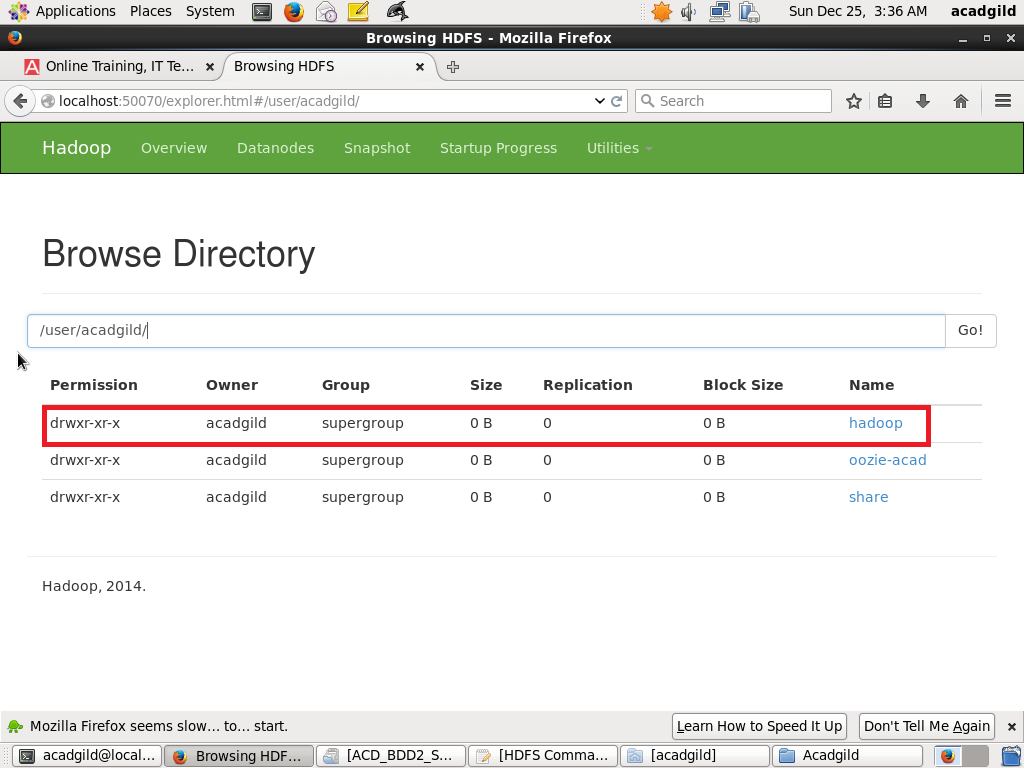 Applications Places System Sun Dec 25, 3:36 AM acadgild
Browsing HDFS - Mozilla Firefox
Online Training, IT Te... Browsing HDFS
localhost:50070/explorer.html#/user/acadgild/ Search
Hadoop Overview Datanodes Snapshot Startup Progress Utilities
Browse Directory
/user/acadgild/ Go!
Permission Owner Group Size Replication Block Size Name
drwxr-xr-x acadgild supergroup 0 B 0 0 B hadoop
drwxr-xr-x acadgild supergroup 0 B 0 0 B oozie-acad
drwxr-xr-x acadgild supergroup 0 B 0 0 B share
Hadoop, 2014.
Mozilla Firefox seems slow... to... start. Learn How to Speed It Up Don't Tell Me Again
acadgild@local... Browsing HDF... [ACD_BDD2_S... [HDFS Comma... [acadgild] Acadgild